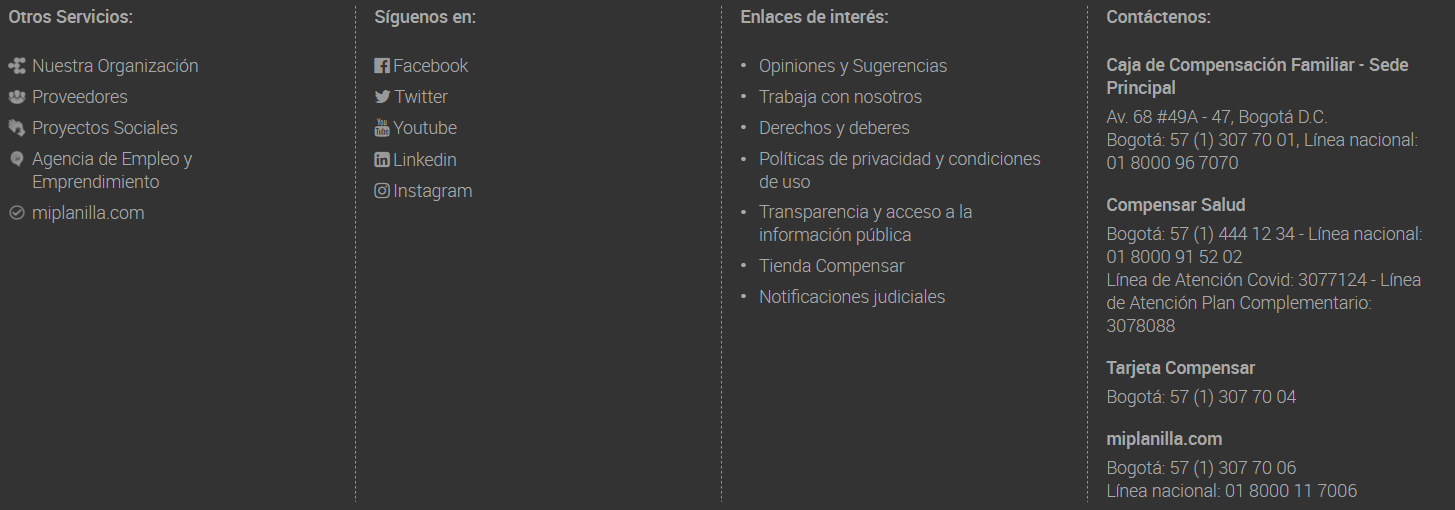 Otros Servicios:
Nuestra Organización
Proveedores
Proyectos Sociales
Agencia de Empleo y
Emprendimiento
miplanilla.com
Síguenos en:
Facebook
Twitter
You
Tube
Youtube
Linkedin
Instagram
Enlaces de interés:
• Opiniones y Sugerencias
• Trabaja con nosotros
• Derechos y deberes
• Políticas de privacidad y condiciones
de uso
• Transparencia y acceso a la
información pública
• Tienda Compensar
• Notificaciones judiciales
Contáctenos:
Caja de Compensación Familiar - Sede
Principal
Av. 68 #49A - 47, Bogotá D.C.
Bogotá: 57 (1) 307 70 01, Línea nacional:
01 8000 96 7070
Compensar Salud
Bogotá: 57 (1) 444 12 34 - Línea nacional:
01 8000 91 52 02
Línea de Atención Covid: 3077124 - Línea
de Atención Plan Complementario:
3078088
Tarjeta Compensar
Bogotá: 57 (1) 307 70 04
miplanilla.com
Bogotá: 57 (1) 307 70 06
Línea nacional: 01 8000 11 7006